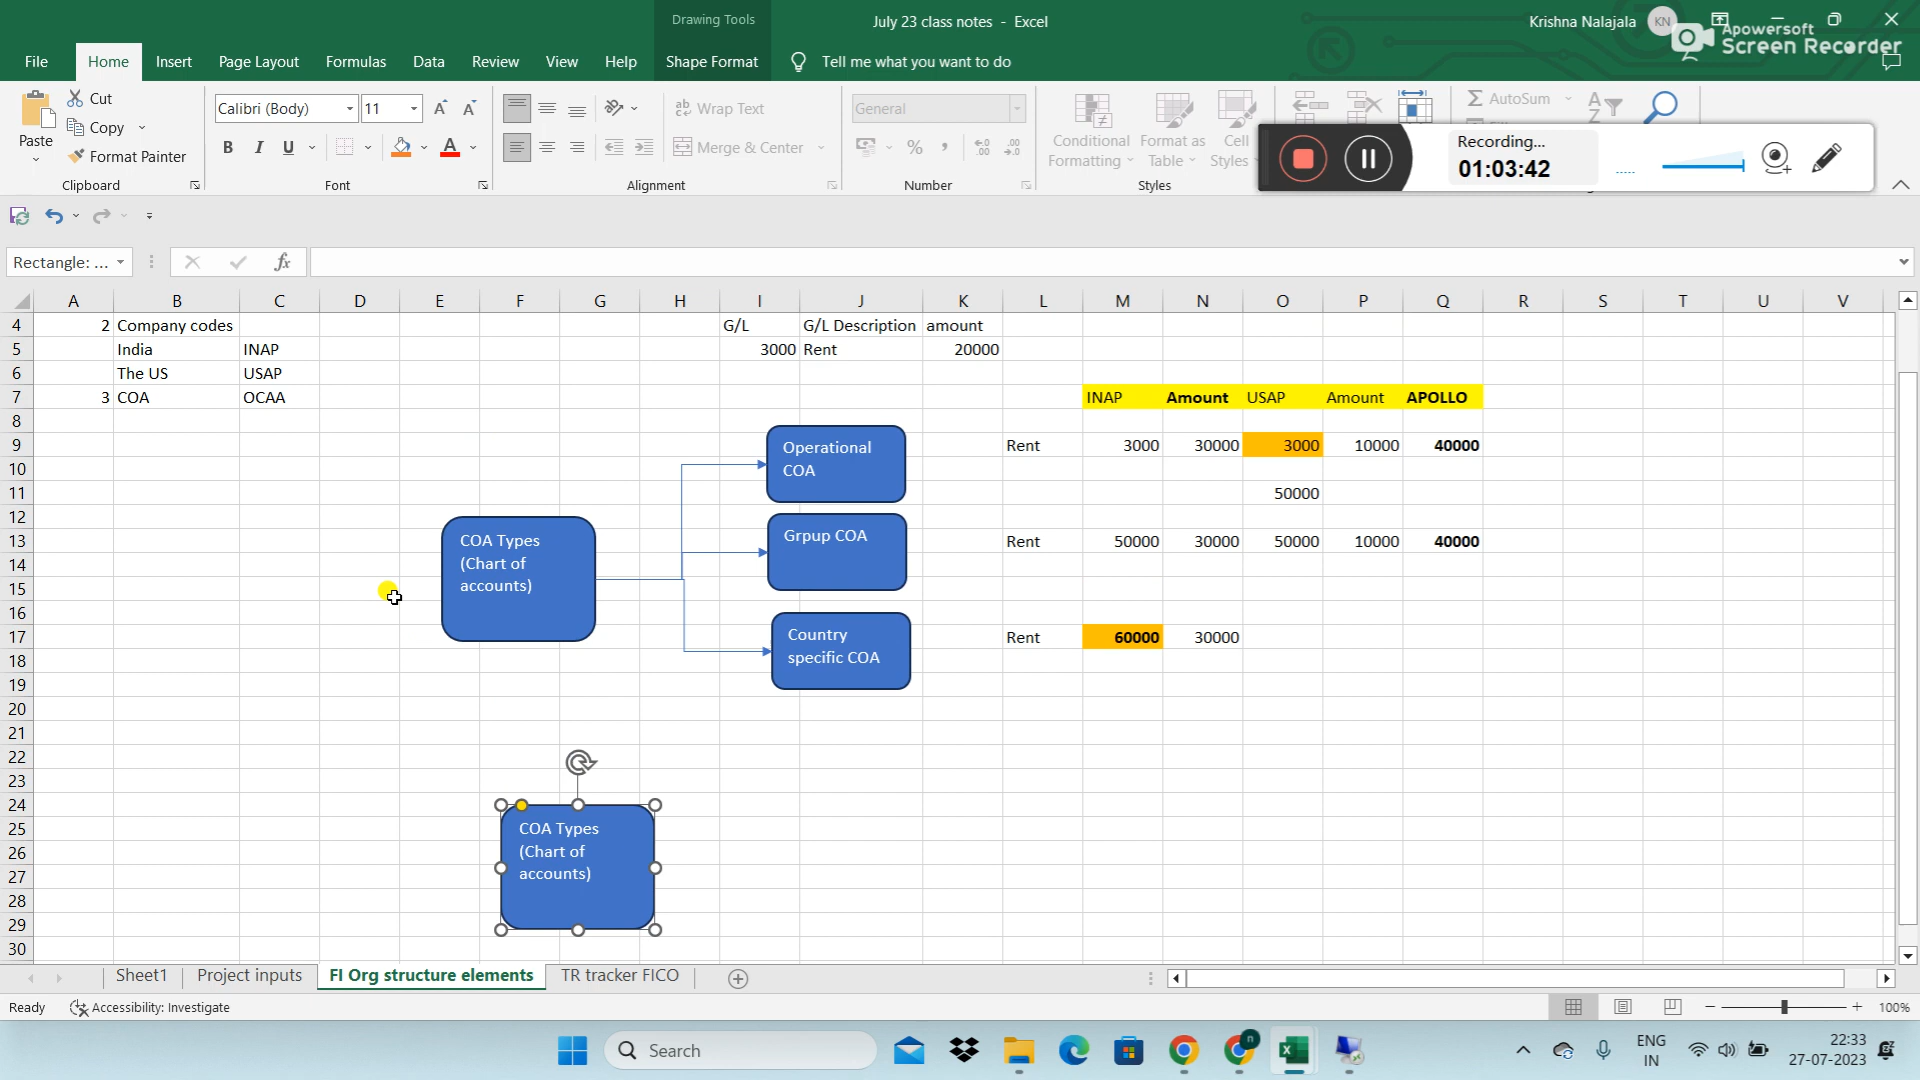 Drawing Tools
July 23 class notes - Excel
Krishna Nalajala
KN
Apowersoft
Screen Recorder
File
Home
Insert
Page Layout
Formulas
Data
Review
View
Help
Shape Format
Tell me what you want to do
Paste
Cut
Copy
Format Painter
Clipboard
Calibri (Body)
11
B I U
Font
Wrap Text
Merge & Center
Alignment
General
Number
Conditional
Formatting
Format as
Table
Cell
Styles
Styles
AutoSum
Recording...
01:03:42
Rectangle: ...
fx
A B C D E F G H I J K L M N O P Q R S T U V
4 2 Company codes G/L G/L Description amount
5 India INAP 3000 Rent 20000
6 The US USAP
7 3 COA OCAA INAP Amount USAP Amount APOLLO
8
9 Rent 3000 30000 3000 10000 40000
10
11 50000
12
13 Rent 50000 30000 50000 10000 40000
14
15
16
17 Rent 60000 30000
18
19
20
21
22
23
24
25
26
27
28
29
30
COA Types
(Chart of
accounts)
Operational
COA
Grpup COA
Country
specific COA
COA Types
(Chart of
accounts)
Sheet1
Project inputs
FI Org structure elements
TR tracker FICO
Ready
Accessibility: Investigate
100%
Search
ENG
IN
22:33
27-07-2023